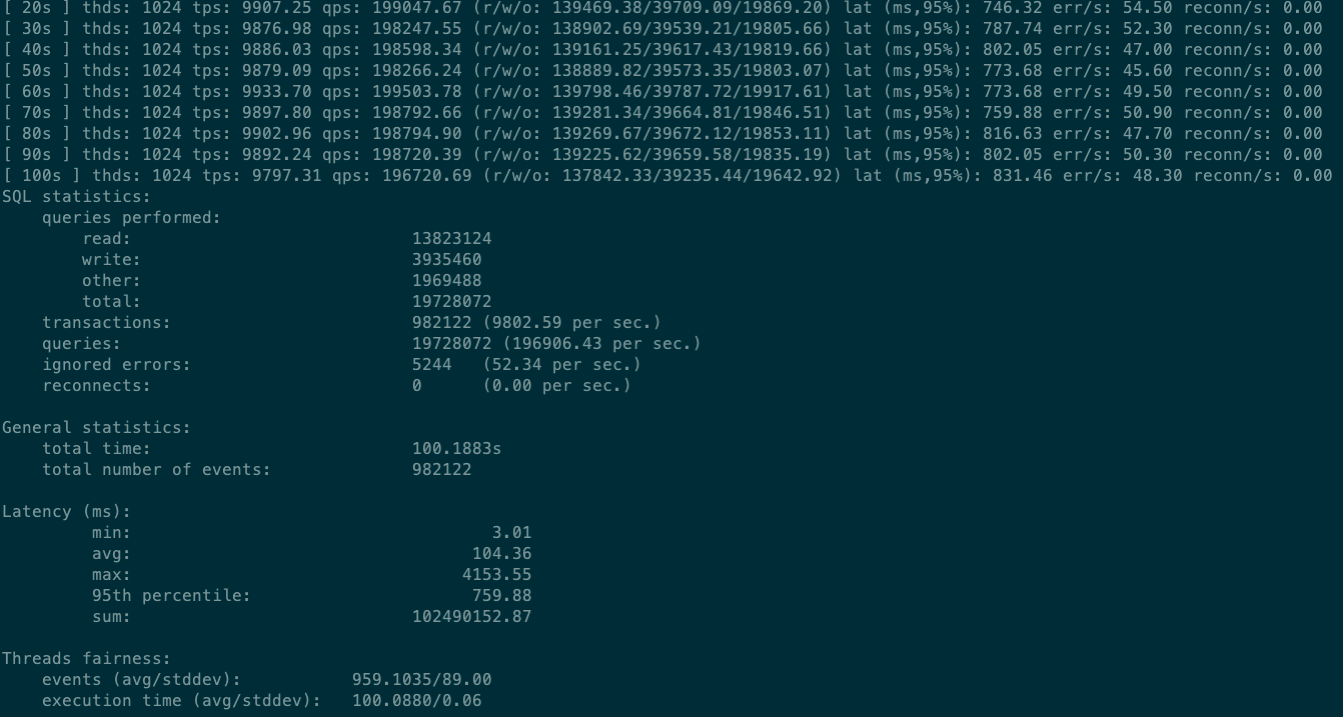 [ 20s ] thds: 1024 tps: 9907.25 qps: 199047.67 (r/w/o: 139469.38/39709.09/19869.20) lat (ms,95%): 746.32 err/s: 54.50 reconn/s: 0.00
[ 30s ] thds: 1024 tps: 9876.98 qps: 198247.55 (r/w/o: 138902.69/39539.21/19805.66) lat (ms,95%): 787.74 err/s: 52.30 reconn/s: 0.00
[ 40s ] thds: 1024 tps: 9886.03 qps: 198598.34 (r/w/o: 139161.25/39617.43/19819.66) lat (ms,95%): 802.05 err/s: 47.00 reconn/s: 0.00
[ 50s ] thds: 1024 tps: 9879.09 qps: 198266.24 (r/w/o: 138889.82/39573.35/19803.07) lat (ms,95%): 773.68 err/s: 45.60 reconn/s: 0.00
[ 60s ] thds: 1024 tps: 9933.70 qps: 199503.78 (r/w/o: 139798.46/39787.72/19917.61) lat (ms,95%): 773.68 err/s: 49.50 reconn/s: 0.00
[ 70s ] thds: 1024 tps: 9897.80 qps: 198792.66 (r/w/o: 139281.34/39664.81/19846.51) lat (ms,95%): 759.88 err/s: 50.90 reconn/s: 0.00
[ 80s ] thds: 1024 tps: 9902.96 qps: 198794.90 (r/w/o: 139269.67/39672.12/19853.11) lat (ms,95%): 816.63 err/s: 47.70 reconn/s: 0.00
[ 90s ] thds: 1024 tps: 9892.24 qps: 198720.39 (r/w/o: 139225.62/39659.58/19835.19) lat (ms,95%): 802.05 err/s: 50.30 reconn/s: 0.00
[ 100s ] thds: 1024 tps: 9797.31 qps: 196720.69 (r/w/o: 137842.33/39235.44/19642.92) lat (ms,95%): 831.46 err/s: 48.30 reconn/s: 0.00
SQL statistics:
queries performed:
read: 13823124
write: 3935460
other: 1969488
total: 19728072
transactions: 982122 (9802.59 per sec.)
queries: 19728072 (196906.43 per sec.)
ignored errors: 5244 (52.34 per sec.)
reconnects: 0 (0.00 per sec.)
General statistics:
total time: 100.1883s
total number of events: 982122
Latency (ms):
min: 3.01
avg: 104.36
max: 4153.55
95th percentile: 759.88
sum: 102490152.87
Threads fairness:
events (avg/stddev): 959.1035/89.00
execution time (avg/stddev): 100.0880/0.06